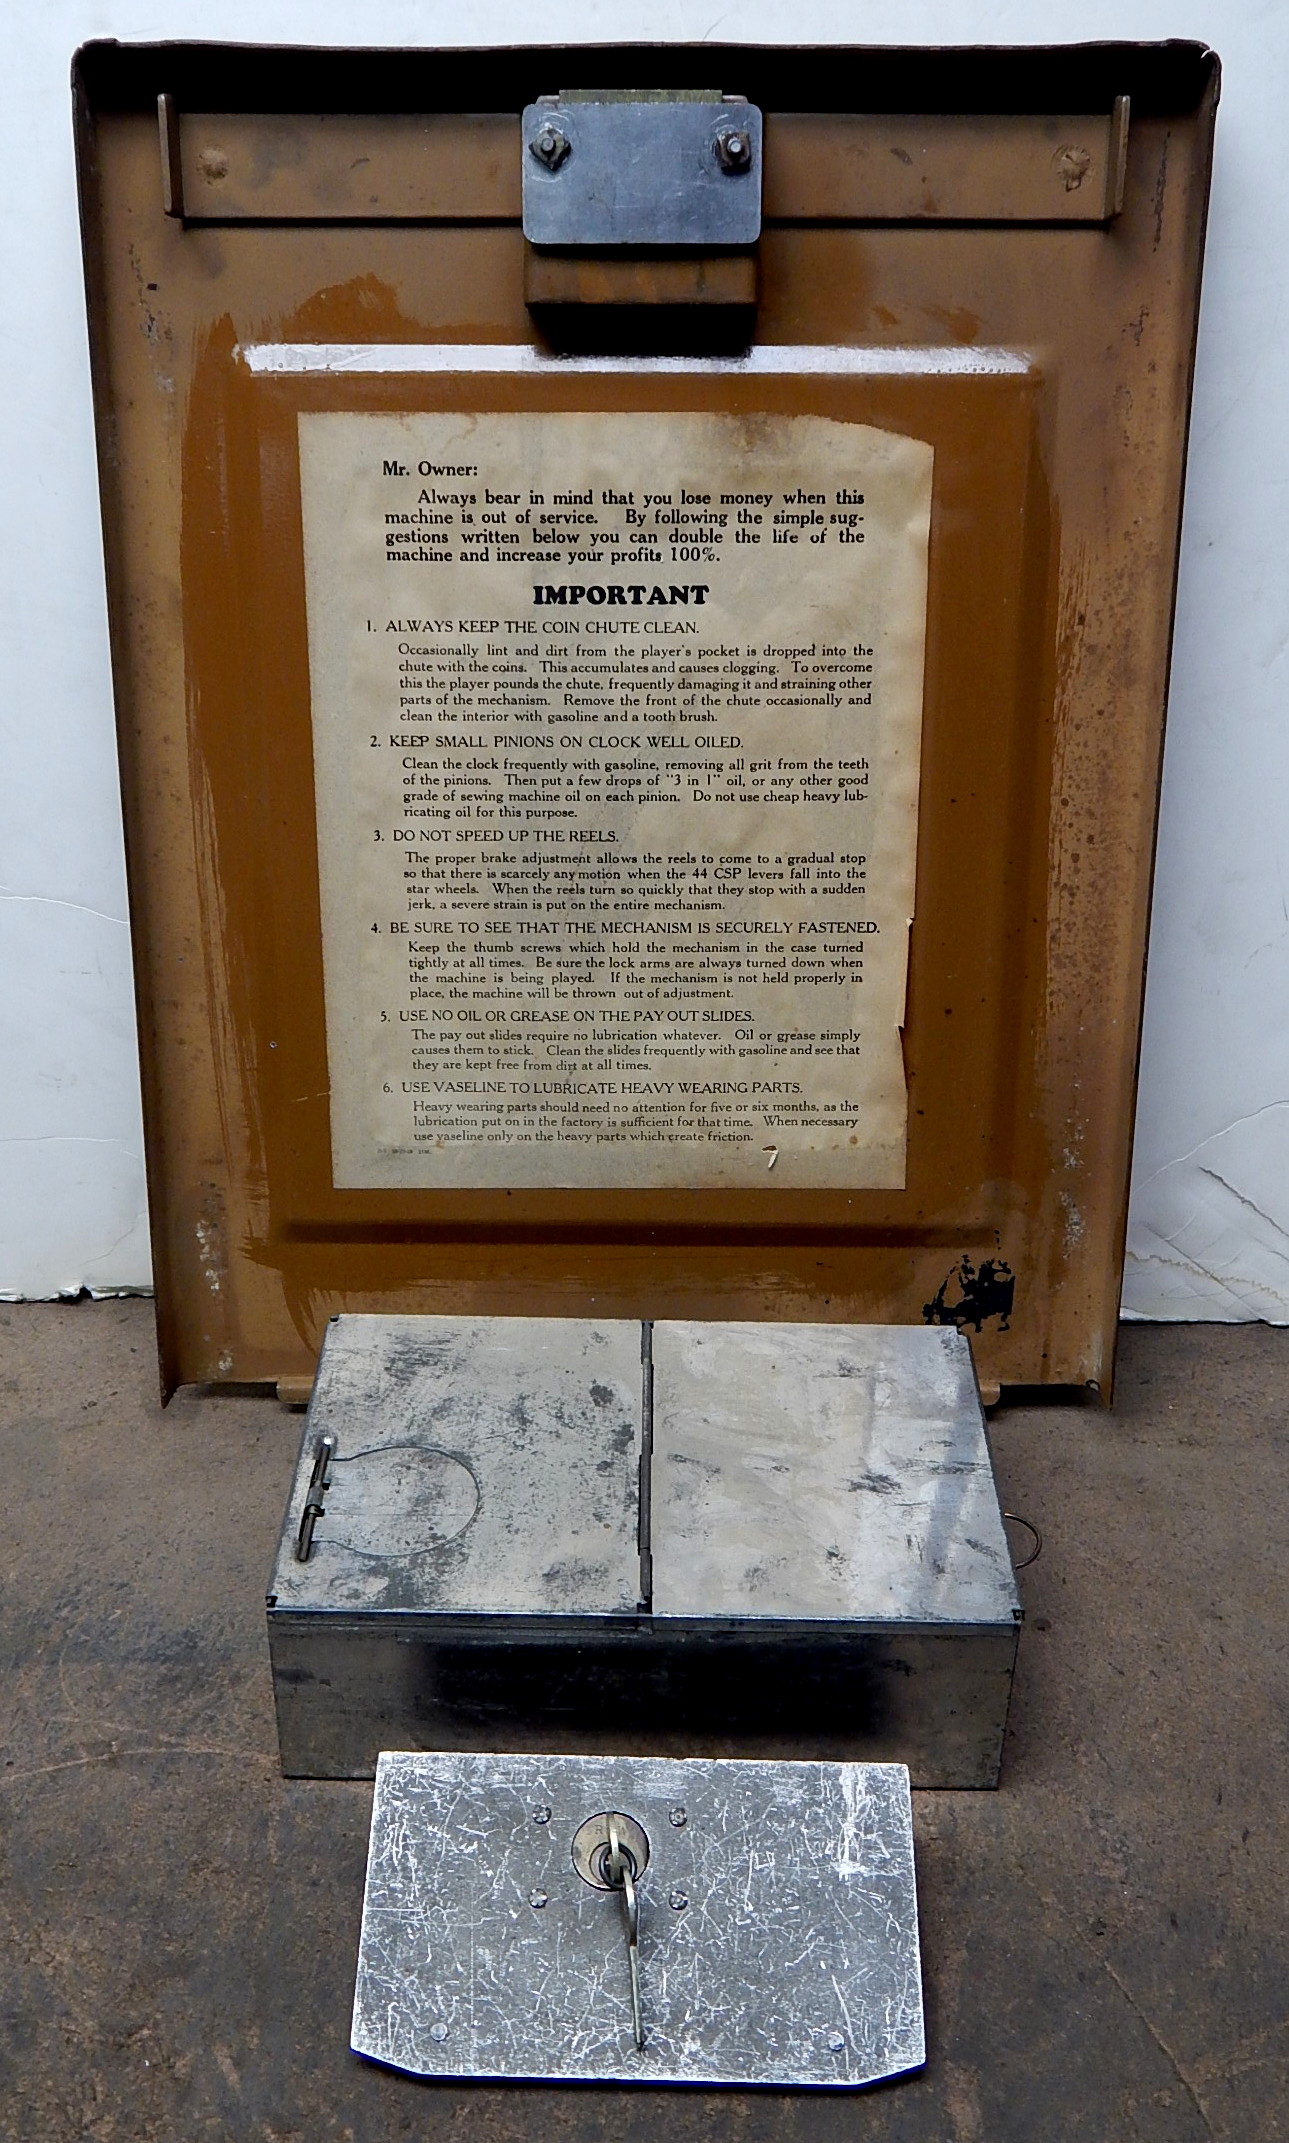 Mr. Owner:
Always bear in mind that you lose money when this
machine is out of service. By following the simple sug-
gestions written below you can double the life of the
machine and increase your profits 100%.
IMPORTANT
1. ALWAYS KEEP THE COIN CHUTE CLEAN.
Occasionally lint and dirt from the player's pocket is dropped into the
chute with the coins. This accumulates and causes clogging. To overcome
this the player pounds the chute, frequently damaging it and straining other
parts of the mechanism. Remove the front of the chute occasionally and
clean the interior with gasoline and a tooth brush.
2. KEEP SMALL PINIONS ON CLOCK WELL OILED.
Clean the clock frequently with gasoline, removing all grit from the teeth
of the pinions. Then put a few drops of "3 in 1" oil, or any other good
grade of sewing machine oil on each pinion. Do not use cheap heavy lub-
ricating oil for this purpose.
3. DO NOT SPEED UP THE REELS.
The proper brake adjustment allows the reels to come to a gradual stop
so that there is scarcely any motion when the 44 CSP levers fall into the
star wheels. When the reels turn so quickly that they stop with a sudden
jerk, a severe strain is put on the entire mechanism.
4. BE SURE TO SEE THAT THE MECHANISM IS SECURELY FASTENED.
Keep the thumb screws which hold the mechanism in the case turned
tightly at all times. Be sure the lock arms are always turned down when
the machine is being played. If the mechanism is not held properly in
place, the machine will be thrown out of adjustment.
5. USE NO OIL OR GREASE ON THE PAY OUT SLIDES.
The pay out slides require no lubrication whatever. Oil or grease simply
causes them to stick. Clean the slides frequently with gasoline and see that
they are kept free from dirt at all times.
6. USE VASELINE TO LUBRICATE HEAVY WEARING PARTS.
Heavy wearing parts should need no attention for five or six months, as the
lubrication put on in the factory is sufficient for that time. When necessary
use vaseline only on the heavy parts which create friction.